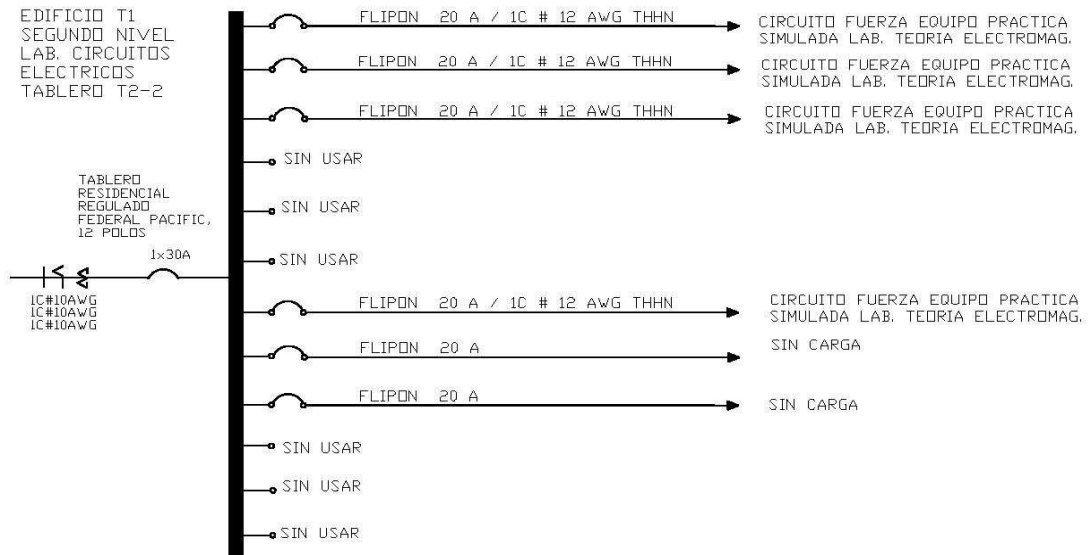 EDIFICIO T1
SEGUNDO NIVEL
LAB. CIRCUITOS
ELECTRICOS
TABLERO T2-2
FLIPON 20 A / 1C # 12 AWG THHN
CIRCUITO FUERZA EQUIPO PRACTICA
SIMULADA LAB. TEORIA ELECTROMAG.
FLIPON 20 A / 1C # 12 AWG THHN
CIRCUITO FUERZA EQUIPO PRACTICA
SIMULADA LAB. TEORIA ELECTROMAG.
FLIPON 20 A / 1C # 12 AWG THHN
CIRCUITO FUERZA EQUIPO PRACTICA
SIMULADA LAB. TEORIA ELECTROMAG.
SIN USAR
SIN USAR
SIN USAR
TABLERO
RESIDENCIAL
REGULADO
FEDERAL PACIFIC,
12 POLOS
1x30A
1C#10AWG
1C#10AWG
1C#10AWG
FLIPON 20 A / 1C # 12 AWG THHN
CIRCUITO FUERZA EQUIPO PRACTICA
SIMULADA LAB. TEORIA ELECTROMAG.
FLIPON 20 A
SIN CARGA
FLIPON 20 A
SIN CARGA
SIN USAR
SIN USAR
SIN USAR